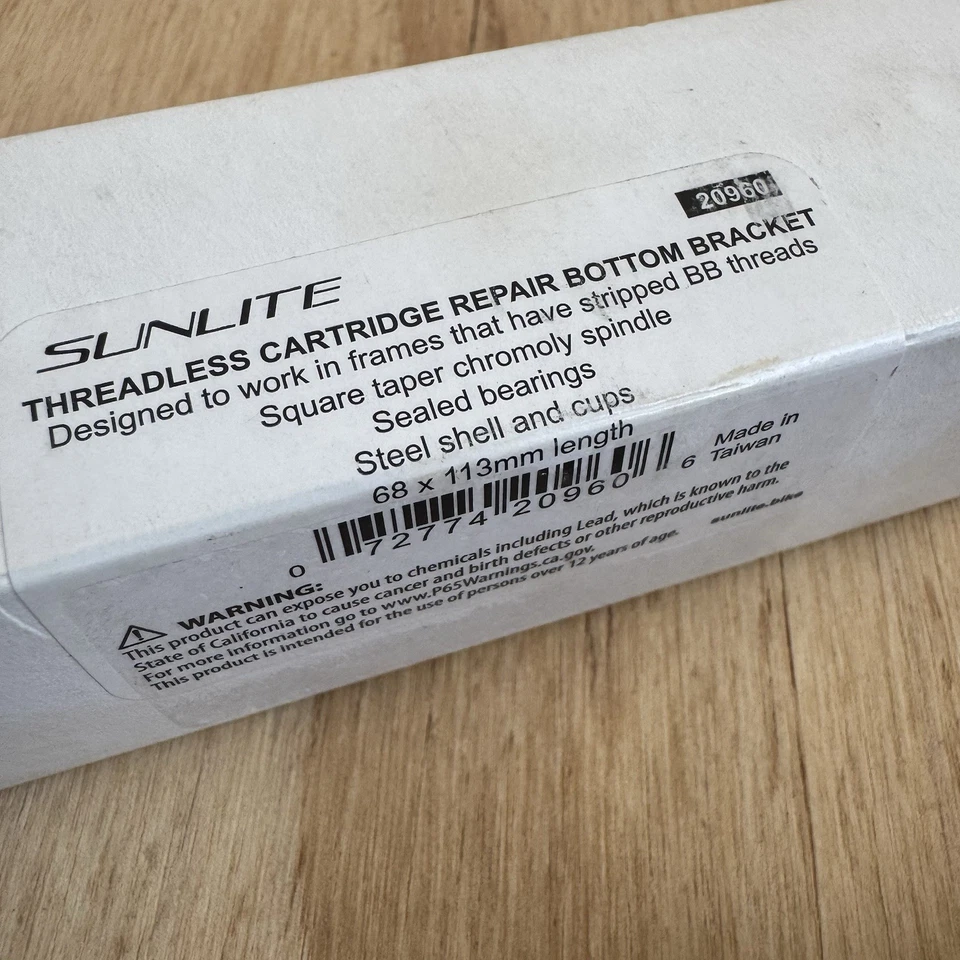 20960
SUNLITE
THREADLESS CARTRIDGE REPAIR BOTTOM BRACKET
Designed to work in frames that have stripped BB threads
Square taper chromoly spindle
Sealed bearings
Steel shell and cups
68 x 113mm length
0 72774 20960 6
Made in
Taiwan
WARNING:
This product can expose you to chemicals including Lead, which is known to the
State of California to cause cancer and birth defects or other reproductive harm.
For more information go to www.P65Warnings.ca.gov.
This product is intended for the use of persons over 12 years of age.
sunlite.bike